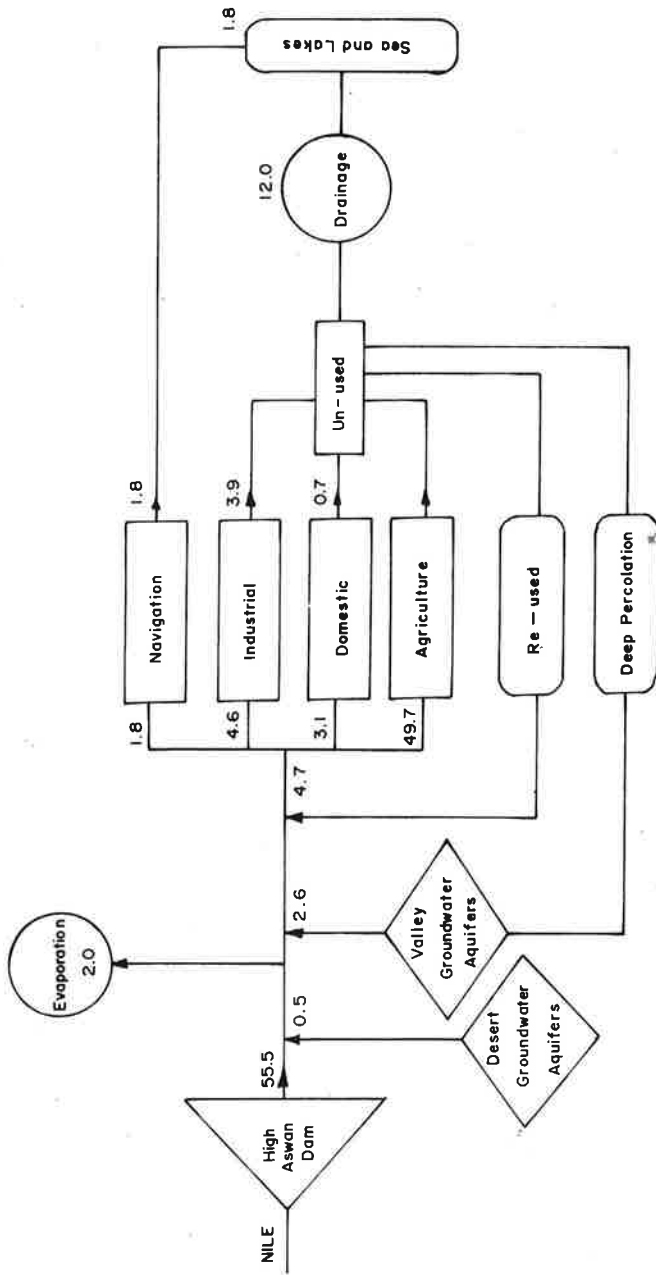 NILE
High
Aswan
Dam
55.5
0.5
Desert
Groundwater
Aquifers
Evaporation
2.0
2.6
Valley
Groundwater
Aquifers
4.7
1.8
4.6
3.1
49.7
Navigation
Industrial
Domestic
Agriculture
Re - used
Deep Percolation
1.8
3.9
0.7
Un - used
12.0
Drainage
1.8
Sea and Lakes